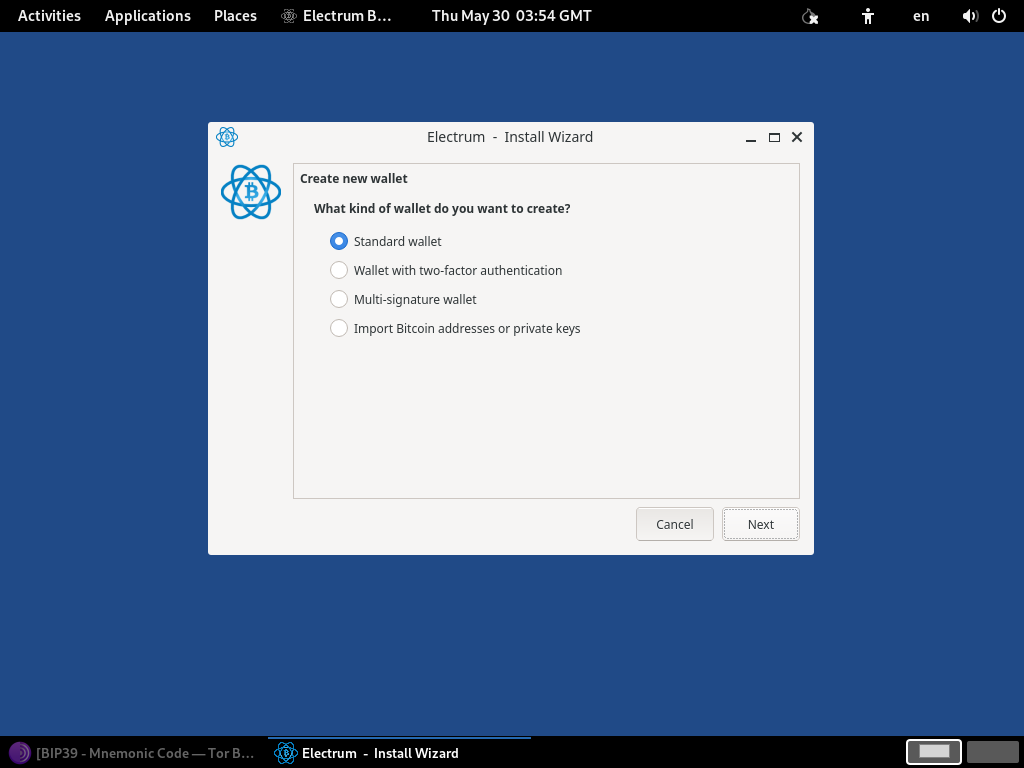 Activities Applications Places Electrum B… Thu May 30 03:54 GMT en
Electrum - Install Wizard
Create new wallet
What kind of wallet do you want to create?
Standard wallet
Wallet with two-factor authentication
Multi-signature wallet
Import Bitcoin addresses or private keys
Cancel Next
[BIP39 - Mnemonic Code — Tor B… Electrum - Install Wizard